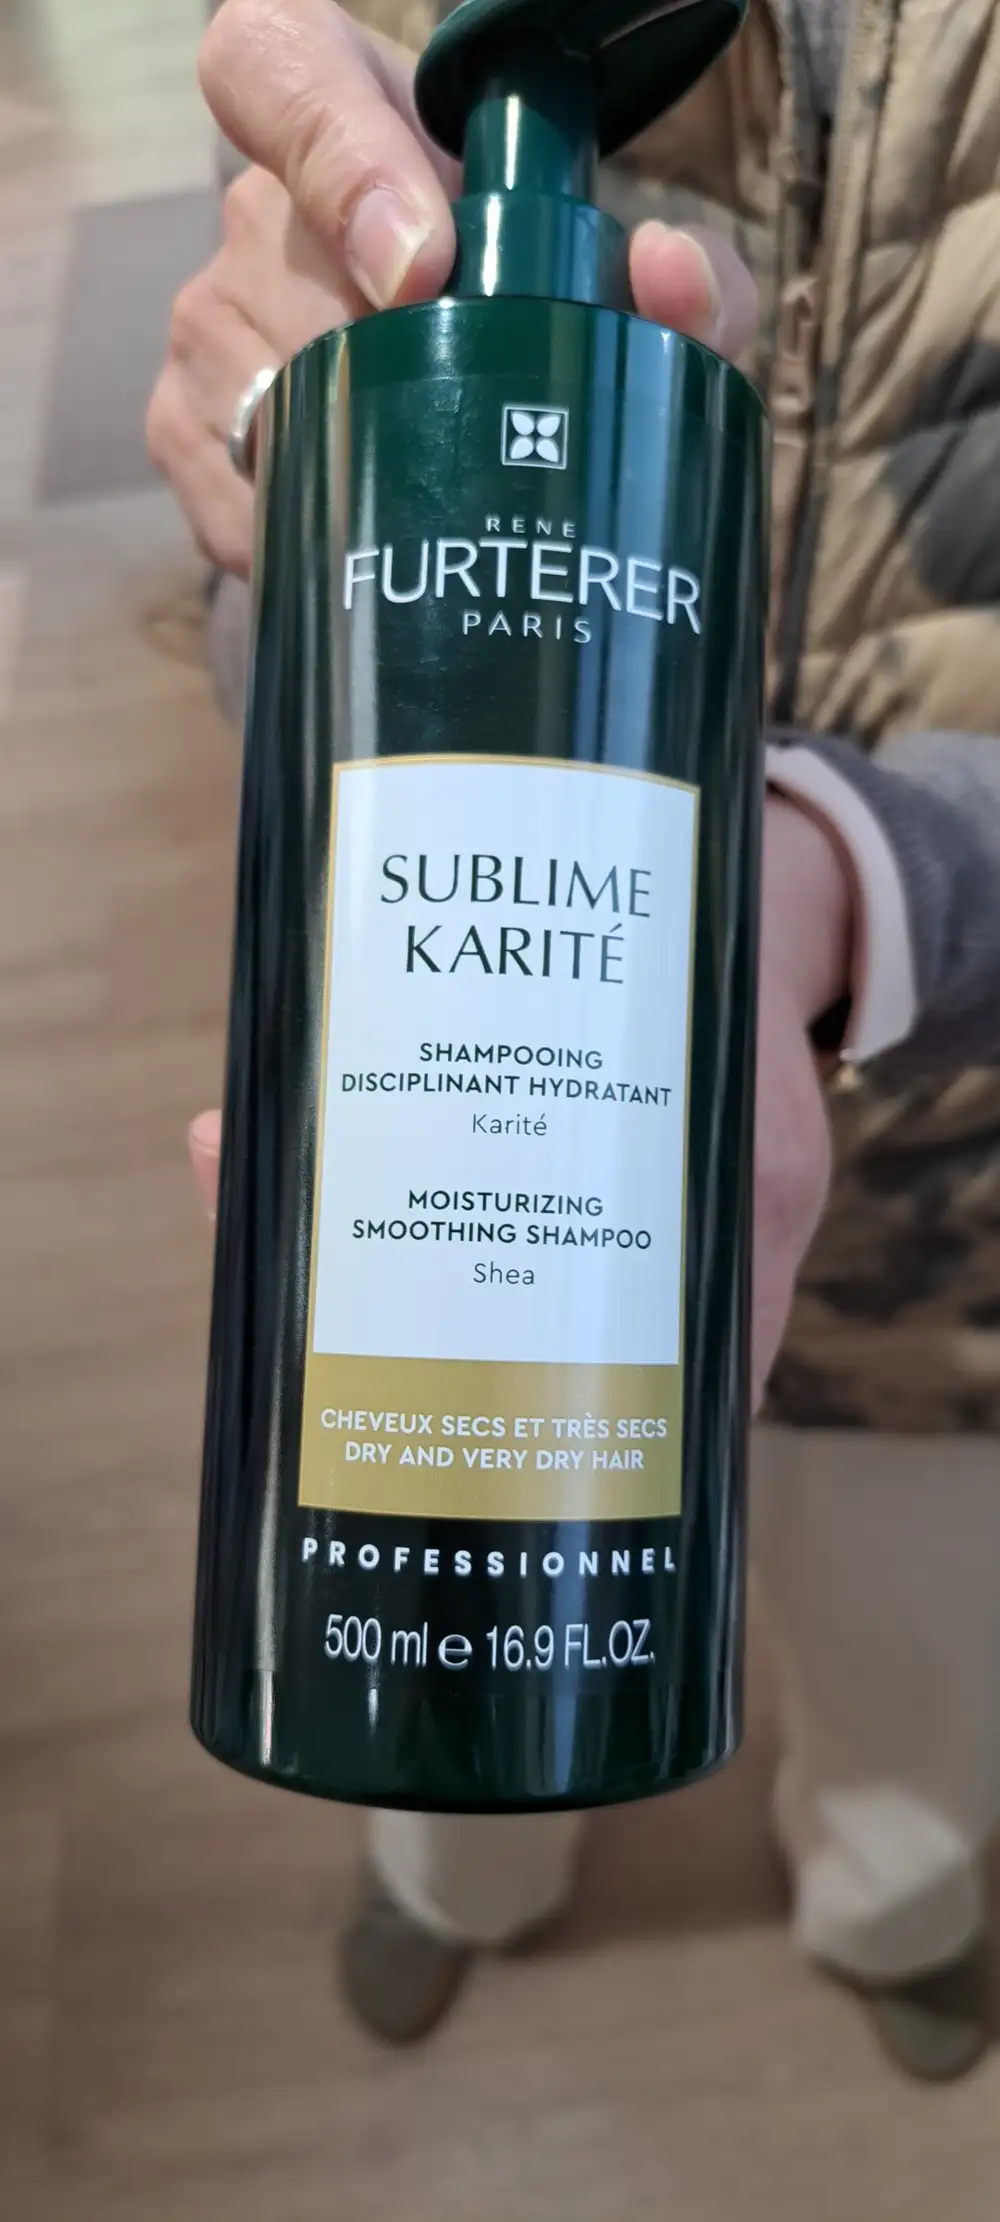 RENE
FURTERER
PARIS
SUBLIME
KARITÉ
SHAMPOOING
DISCIPLINANT HYDRATANT
Karité
MOISTURIZING
SMOOTHING SHAMPOO
Shea
CHEVEUX SECS ET TRÈS SECS
DRY AND VERY DRY HAIR
PROFESSIONNEL
500 ml ℮ 16.9 FL.OZ.